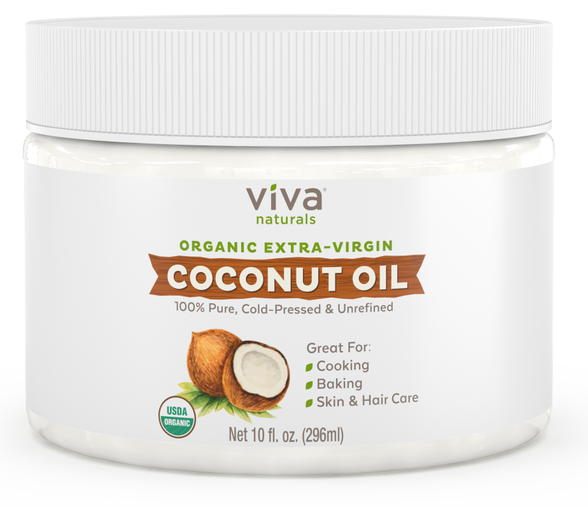 viva®
naturals
ORGANIC EXTRA-VIRGIN
COCONUT OIL
100% Pure, Cold-Pressed & Unrefined
Great For:
Cooking
Baking
Skin & Hair Care
USDA
ORGANIC
Net 10 fl. oz. (296ml)